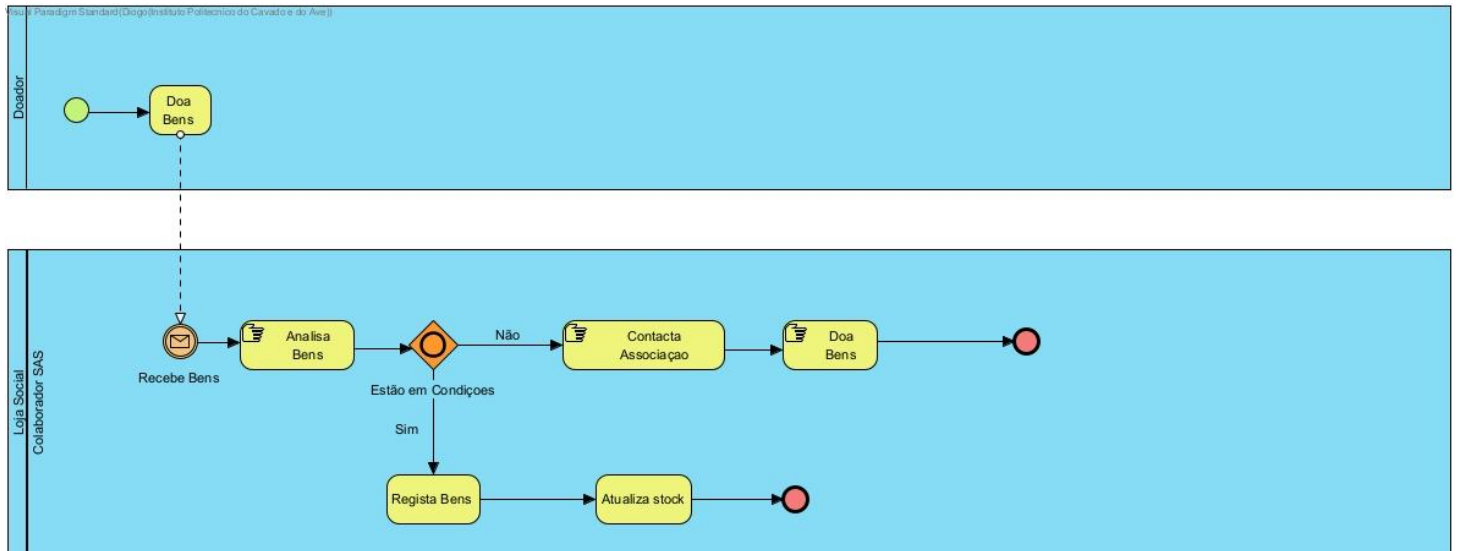 Visual Paradigm Standard(Diogo(Instituto Politecnico do Cavado e do Ave))
Doador
Doa
Bens
Loja Social
Colaborador SAS
Recebe Bens
Analisa
Bens
Estão em Condiçoes
Não
Contacta
Associaçao
Doa
Bens
Sim
Regista Bens
Atualiza stock